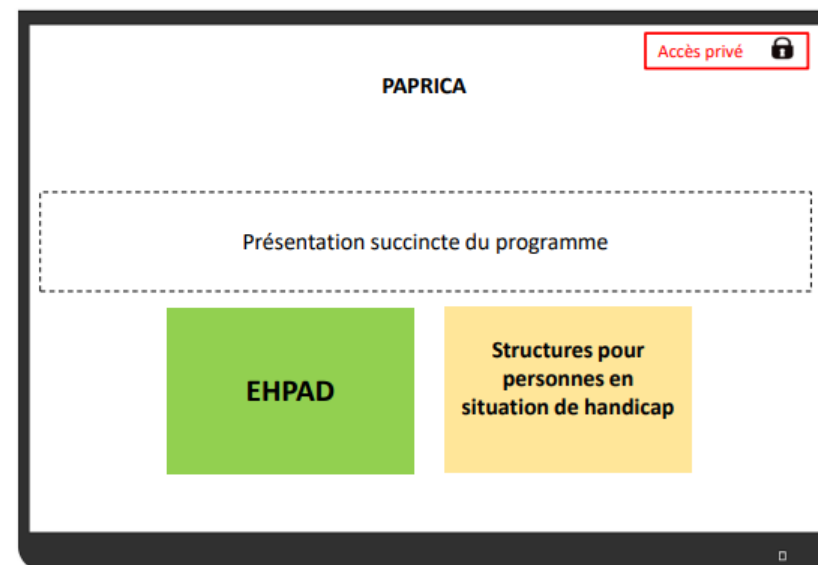 Accès privé
PAPRICA
Présentation succincte du programme
EHPAD
Structures pour
personnes en
situation de handicap